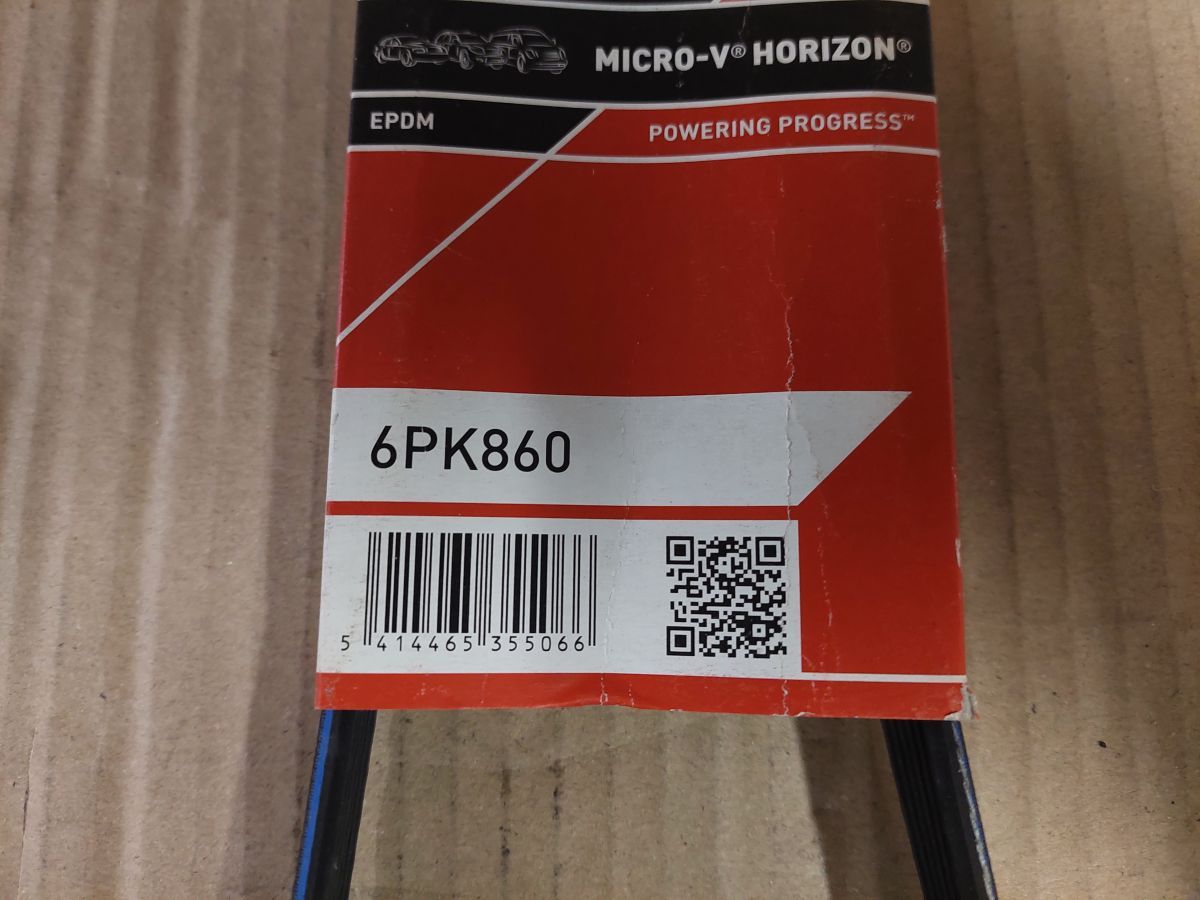 MICRO-V® HORIZON®
EPDM
POWERING PROGRESS™
6PK860
5 414465 355066